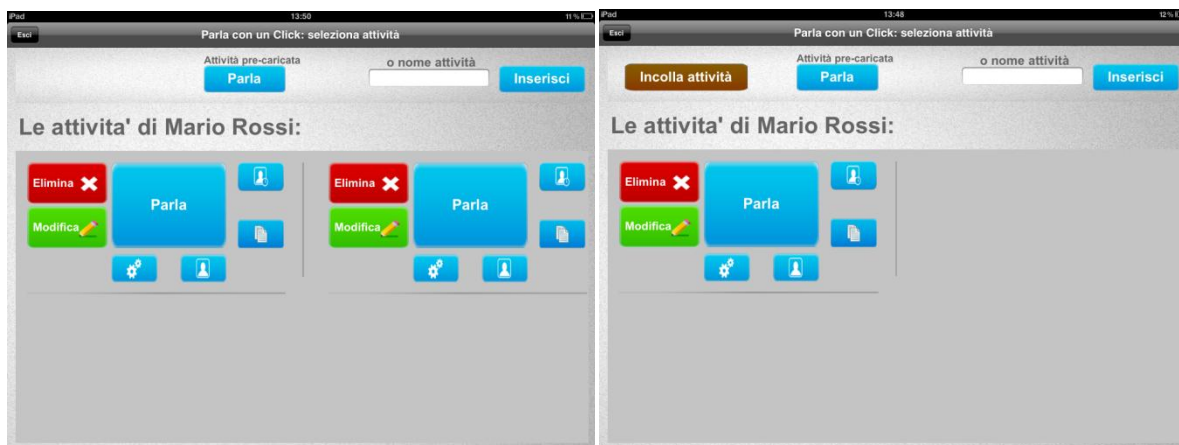 iPad 13:50 11 %
Esci Parla con un Click: seleziona attività
Attività pre-caricata o nome attività
Parla Inserisci
Le attivita' di Mario Rossi:
Elimina Parla Elimina Parla
Modifica Modifica
iPad 13:48 12 %
Esci Parla con un Click: seleziona attività
Attività pre-caricata o nome attività
Incolla attività Parla Inserisci
Le attivita' di Mario Rossi:
Elimina Parla
Modifica